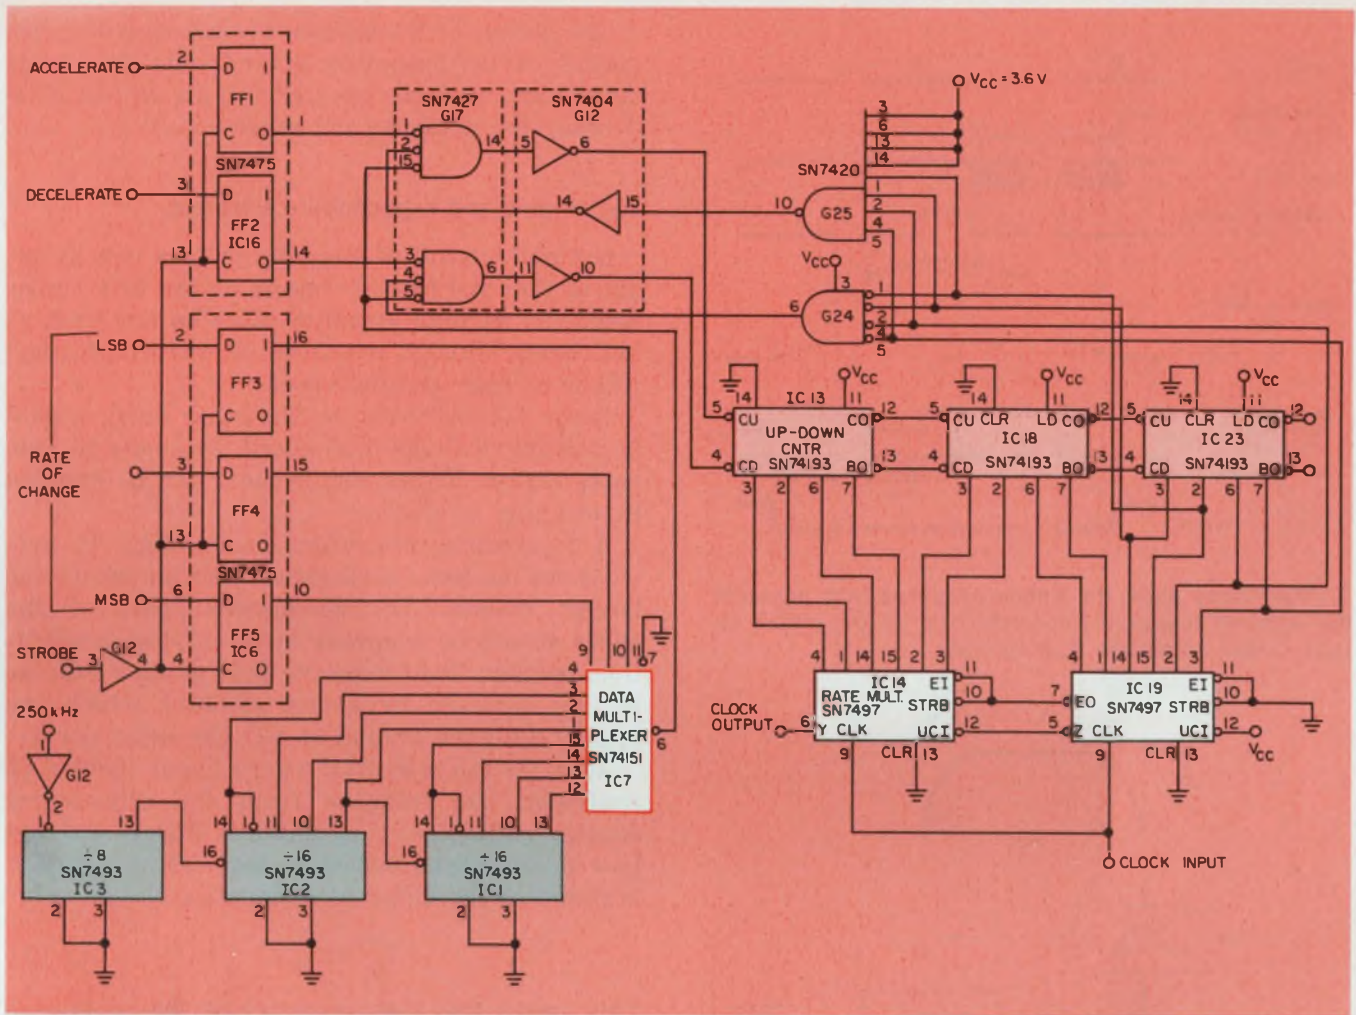 ACCELERATE
2
D 1
FF1
C 0
1
SN7475
DECELERATE
3
D 1
FF2
IC16
13
C 0
14
SN7427
G17
1
2
15
14
3
4
5
6
SN7404
G12
5
6
14
15
11
10
VCC = 3.6 V
3
6
13
14
SN7420
10
G25
1
2
4
5
VCC
3
6
G24
1
2
4
5
RATE
OF
CHANGE
LSB
2
D 1
16
FF3
C 0
3
D 1
15
FF4
13
C 0
SN7475
MSB
6
D 1
10
FF5
IC6
4
C 0
STROBE
3
G12
4
250 kHz
1
G12
2
1
13
÷8
SN7493
IC3
2 3
14 1 11 10 13
16
÷16
SN7493
IC2
2 3
14 1 11 10 13
16
÷16
SN7493
IC1
2 3
9 10 11 7
4
3
2
1
15
14
13
12
DATA
MULTI-
PLEXER
SN74151
IC7
6
14
IC 13
VCC
11
5
CU CO
12
UP-DOWN
CNTR
4
CD SN74193 BO
13
3 2 6 7
14
VCC
11
5
CU CLR LD CO
12
IC 18
4
CD SN74193 BO
13
3 2 6 7
14
VCC
11
5
CU CLR LD CO
12
IC 23
4
CD SN74193 BO
13
3 2 6 7
4 1 14 15 2 3
IC14
EI
11
RATE MULT.
SN7497
STRB
10
CLOCK
OUTPUT
6
Y CLK UCI
12
9
CLR 13
4 1 14 15 2 3
IC 19
EI
11
7
EO SN7497 STRB
10
5
Z CLK UCI
12
VCC
9
CLR 13
CLOCK INPUT